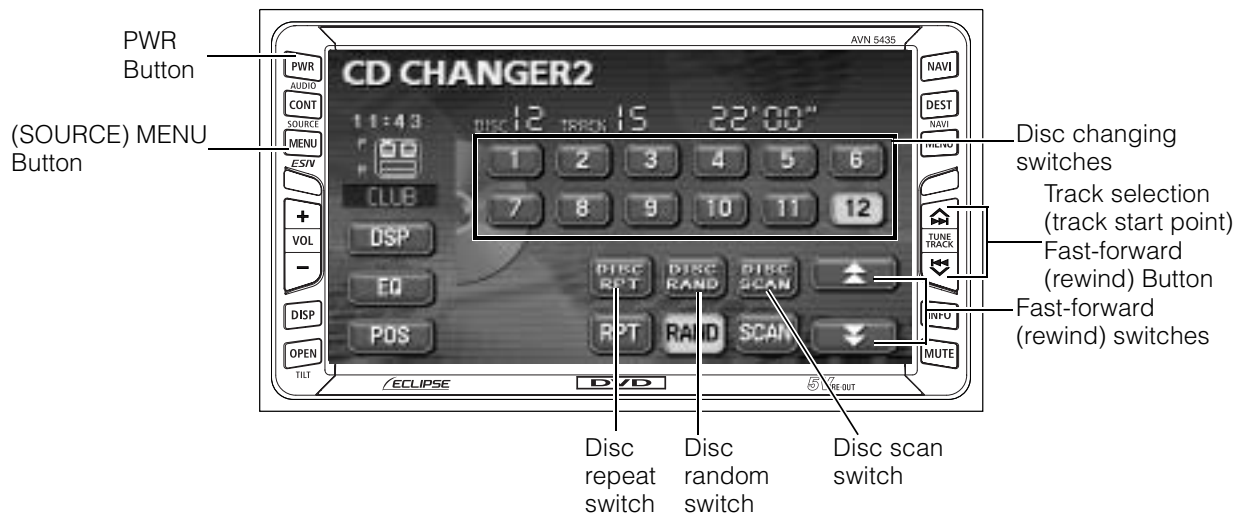 PWR
Button
(SOURCE) MENU
Button
AVN 5435
PWR
AUDIO
CONT
SOURCE
MENU
ESN
+
VOL
−
DISP
OPEN
TILT
CD CHANGER2
11:43
DISC 12 TRACK 15 22'00"
F
R
CLUB
1 2 3 4 5 6
7 8 9 10 11 12
DSP
EQ
POS
DISC RPT
DISC RAND
DISC SCAN
RPT RAND SCAN
ECLIPSE
DVD
5V PRE-OUT
NAVI
DEST
NAVI
MENU
TUNE
TRACK
INFO
MUTE
Disc changing
switches
Track selection
(track start point)
Fast-forward
(rewind) Button
Fast-forward
(rewind) switches
Disc
repeat
switch
Disc
random
switch
Disc scan
switch